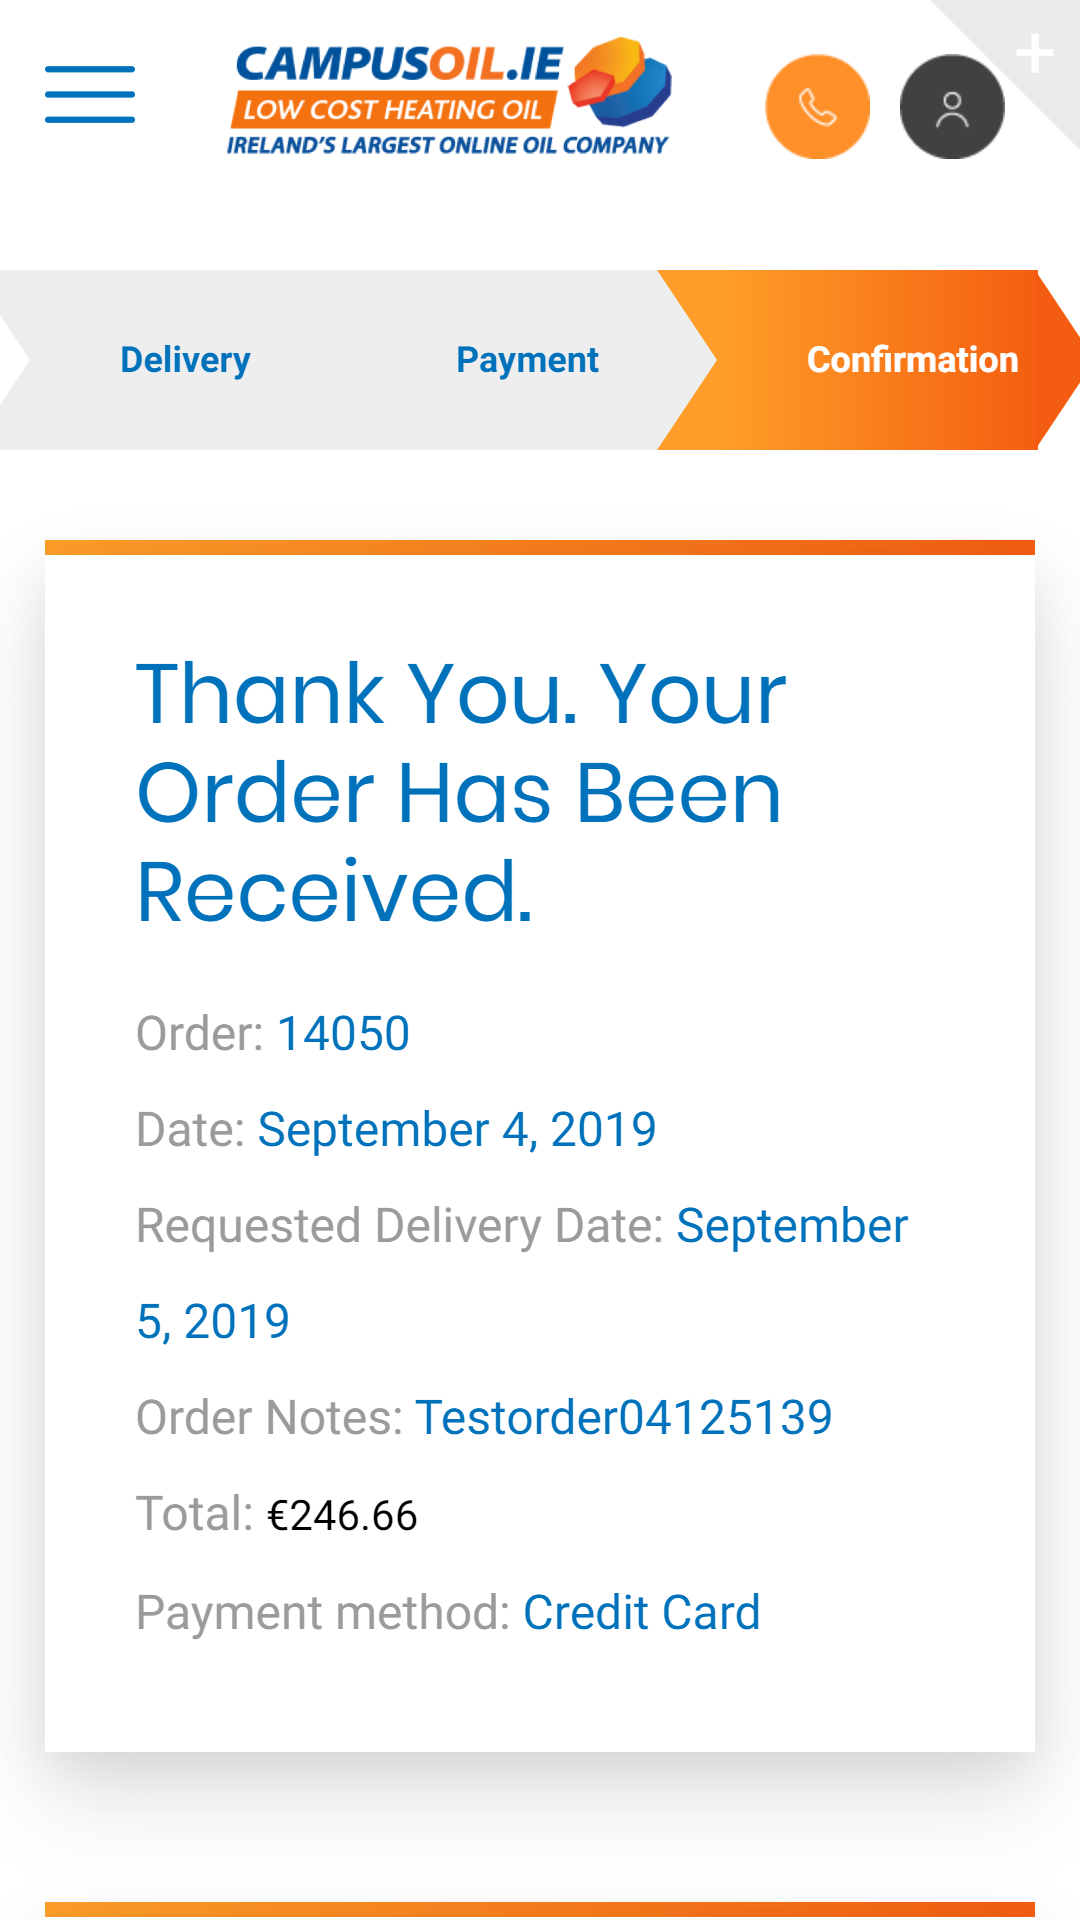 CAMPUSOIL.IE
LOW COST HEATING OIL
IRELAND'S LARGEST ONLINE OIL COMPANY
Delivery
Payment
Confirmation
Thank You. Your
Order Has Been
Received.
Order: 14050
Date: September 4, 2019
Requested Delivery Date: September
5, 2019
Order Notes: Testorder04125139
Total: €246.66
Payment method: Credit Card